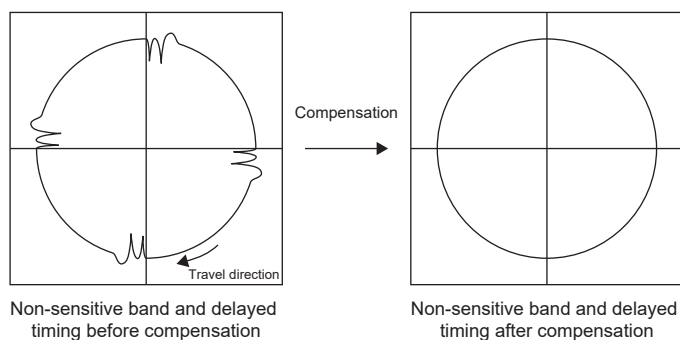 Compensation
Travel direction
Non-sensitive band and delayed
timing before compensation
Non-sensitive band and delayed
timing after compensation